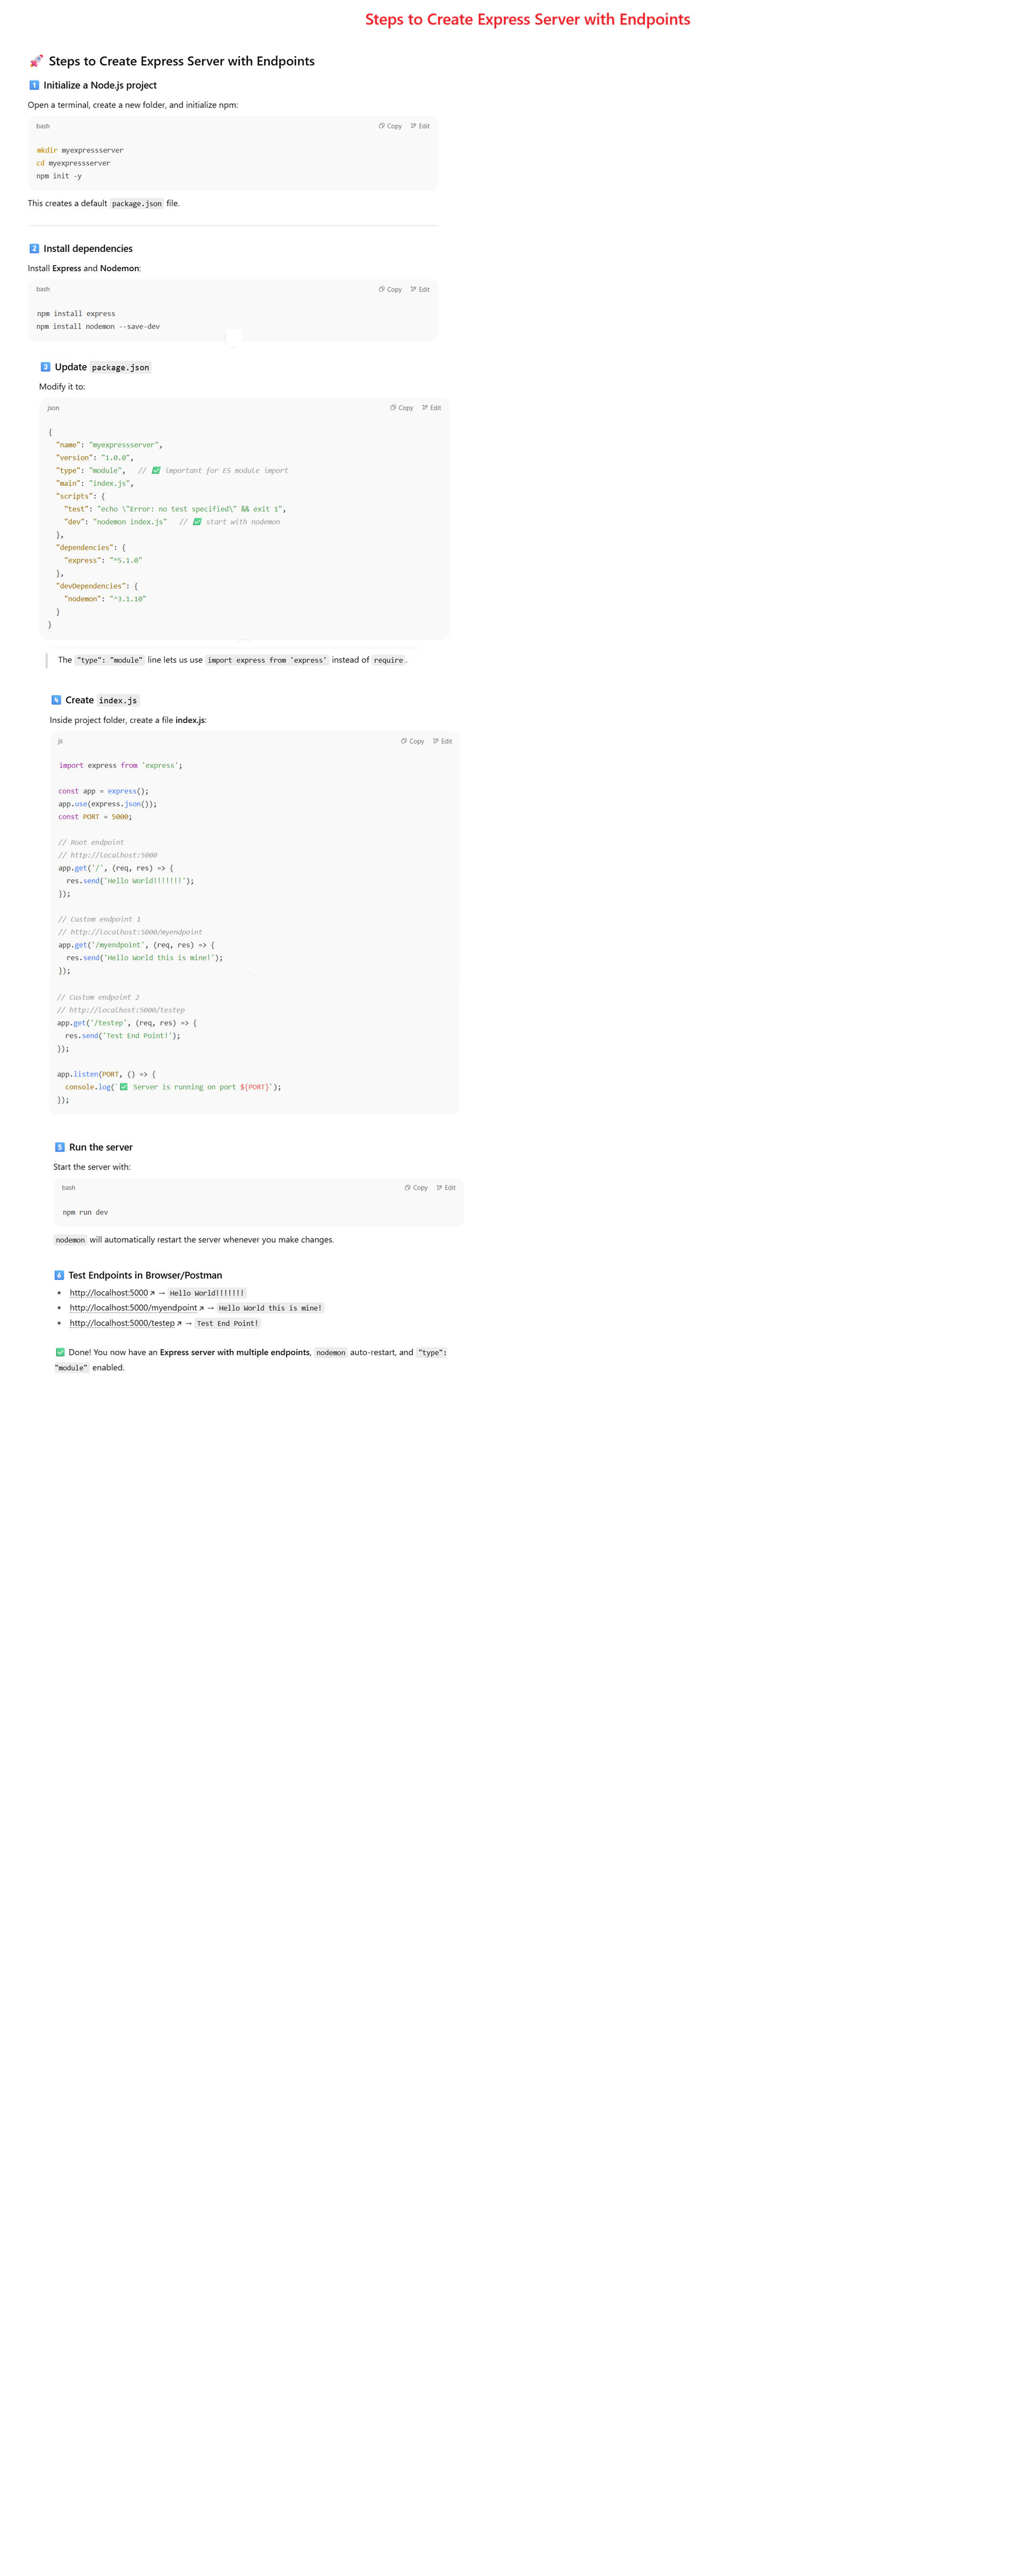 Steps to Create Express Server with Endpoints
🚀 Steps to Create Express Server with Endpoints
1️⃣ Initialize a Node.js project
Open a terminal, create a new folder, and initialize npm:
bash Copy Edit
mkdir myexpressserver
cd myexpressserver
npm init -y
This creates a default package.json file.
2️⃣ Install dependencies
Install Express and Nodemon:
bash Copy Edit
npm install express
npm install nodemon --save-dev
3️⃣ Update package.json
Modify it to:
json Copy Edit
{
  "name": "myexpressserver",
  "version": "1.0.0",
  "type": "module",   // ✅ important for ES module import
  "main": "index.js",
  "scripts": {
    "test": "echo \"Error: no test specified\" && exit 1",
    "dev": "nodemon index.js"   // ✅ start with nodemon
  },
  "dependencies": {
    "express": "^5.1.0"
  },
  "devDependencies": {
    "nodemon": "^3.1.10"
  }
}
The "type": "module" line lets us use import express from 'express' instead of require.
4️⃣ Create index.js
Inside project folder, create a file index.js:
js Copy Edit
import express from 'express';
const app = express();
app.use(express.json());
const PORT = 5000;
// Root endpoint
// http://localhost:5000
app.get('/', (req, res) => {
  res.send('Hello World!!!!!!!');
});
// Custom endpoint 1
// http://localhost:5000/myendpoint
app.get('/myendpoint', (req, res) => {
  res.send('Hello World this is mine!');
});
// Custom endpoint 2
// http://localhost:5000/testep
app.get('/testep', (req, res) => {
  res.send('Test End Point!');
});
app.listen(PORT, () => {
  console.log(`✅ Server is running on port ${PORT}`);
});
5️⃣ Run the server
Start the server with:
bash Copy Edit
npm run dev
nodemon will automatically restart the server whenever you make changes.
6️⃣ Test Endpoints in Browser/Postman
• http://localhost:5000 ↗ → Hello World!!!!!!!
• http://localhost:5000/myendpoint ↗ → Hello World this is mine!
• http://localhost:5000/testep ↗ → Test End Point!
✅ Done! You now have an Express server with multiple endpoints, nodemon auto-restart, and "type":
"module" enabled.